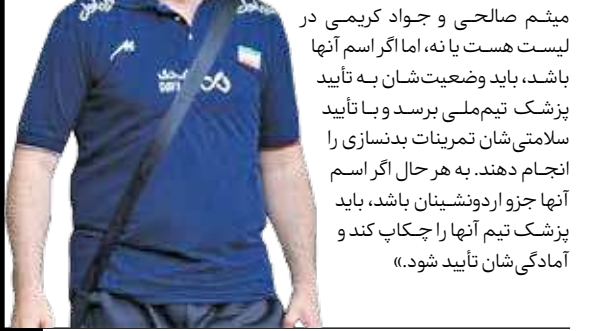 میثم صالحی و جواد کریمی در
لیست هست یا نه، اما اگر اسم آنها
باشد، باید وضعیت‌شان به تأیید
پزشک تیم‌ملی برسد و با تأیید
سلامتی‌شان تمرینات بدنسازی را
انجام دهند. به هر حال اگر اسم
آنها جزو اردونشینان باشد، باید
پزشک تیم آنها را چکاپ کند و
آمادگی‌شان تأیید شود.»